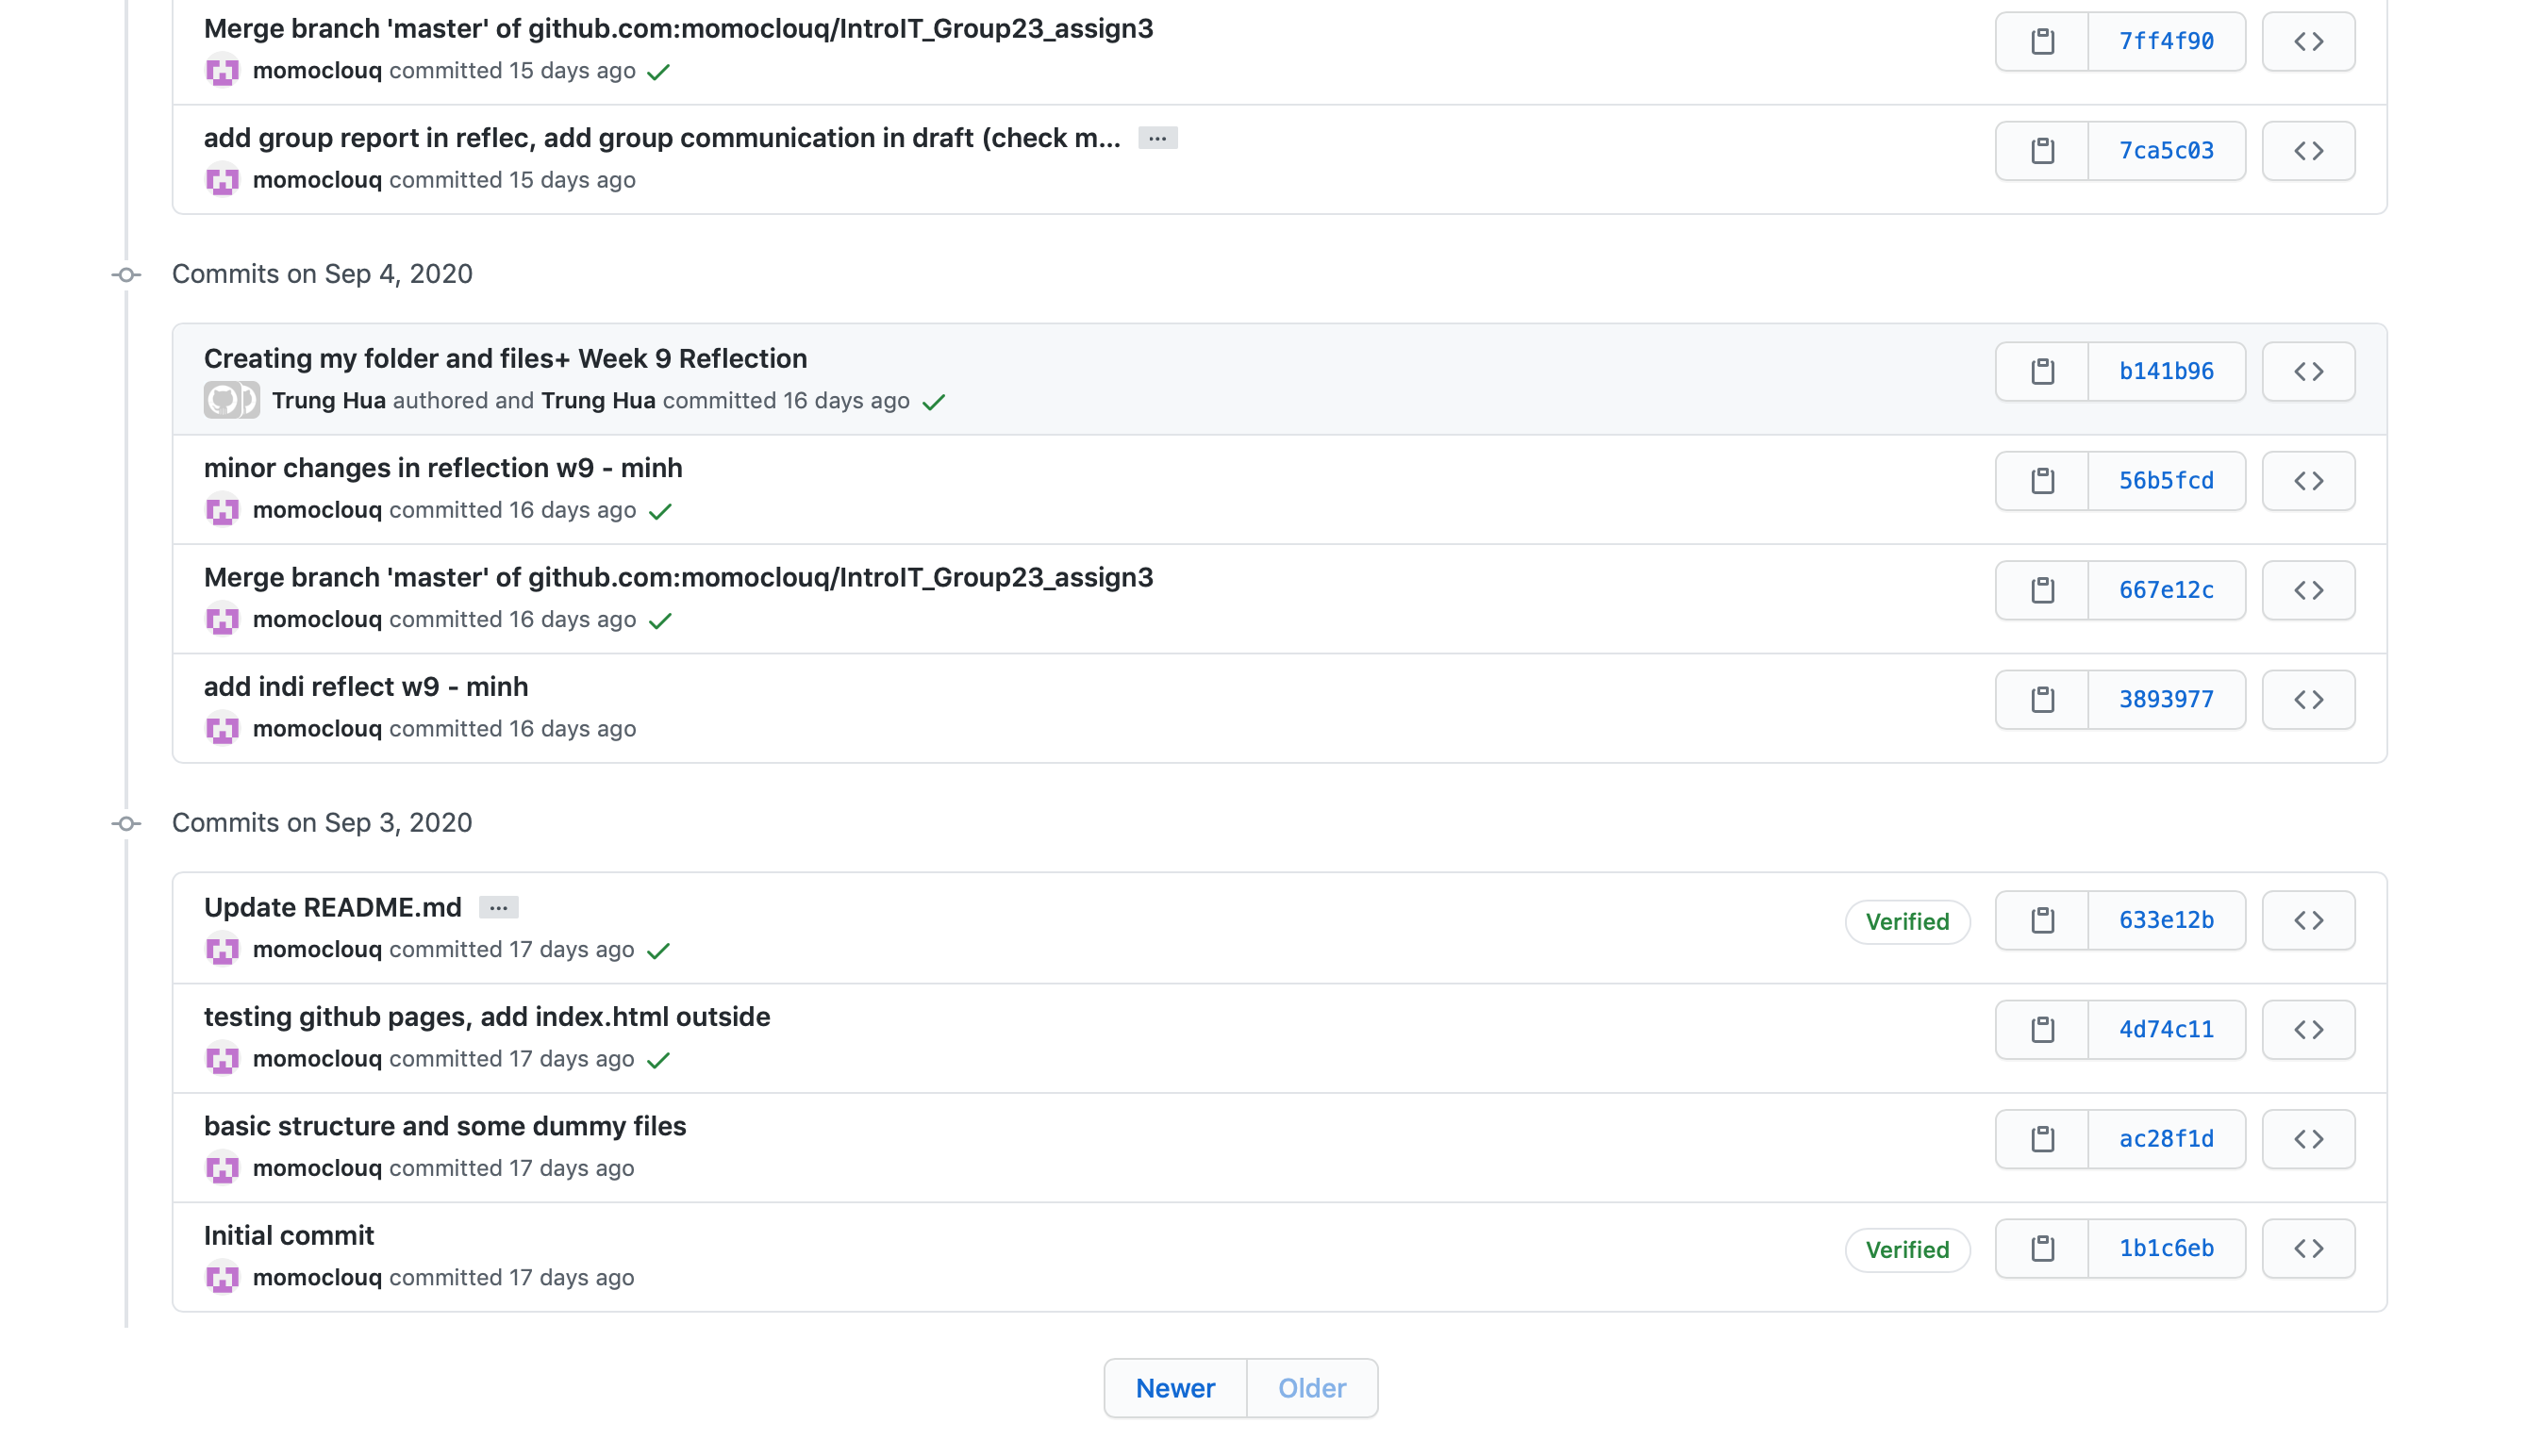 Merge branch 'master' of github.com:momoclouq/IntroIT_Group23_assign3
7ff4f90
momoclouq committed 15 days ago
add group report in reflec, add group communication in draft (check m... ...
7ca5c03
momoclouq committed 15 days ago
Commits on Sep 4, 2020
Creating my folder and files+ Week 9 Reflection
b141b96
Trung Hua authored and Trung Hua committed 16 days ago
minor changes in reflection w9 - minh
56b5fcd
momoclouq committed 16 days ago
Merge branch 'master' of github.com:momoclouq/IntroIT_Group23_assign3
667e12c
momoclouq committed 16 days ago
add indi reflect w9 - minh
3893977
momoclouq committed 16 days ago
Commits on Sep 3, 2020
Update README.md ...
Verified 633e12b
momoclouq committed 17 days ago
testing github pages, add index.html outside
4d74c11
momoclouq committed 17 days ago
basic structure and some dummy files
ac28f1d
momoclouq committed 17 days ago
Initial commit
Verified 1b1c6eb
momoclouq committed 17 days ago
Newer Older